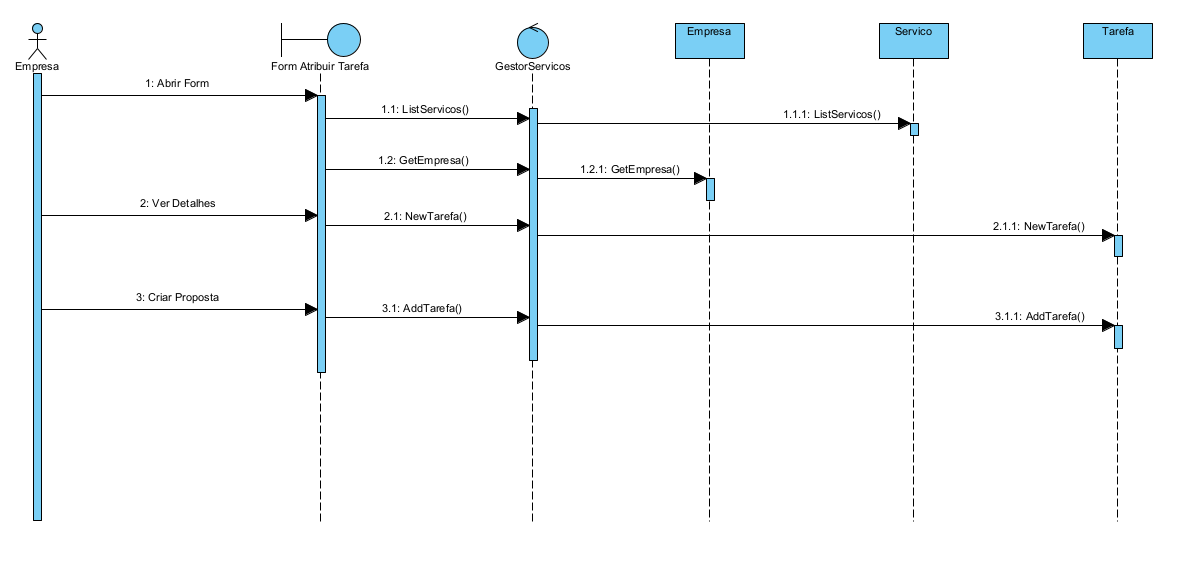 Empresa
Form Atribuir Tarefa
GestorServicos
Empresa
Servico
Tarefa
1: Abrir Form
1.1: ListServicos()
1.1.1: ListServicos()
1.2: GetEmpresa()
1.2.1: GetEmpresa()
2: Ver Detalhes
2.1: NewTarefa()
2.1.1: NewTarefa()
3: Criar Proposta
3.1: AddTarefa()
3.1.1: AddTarefa()